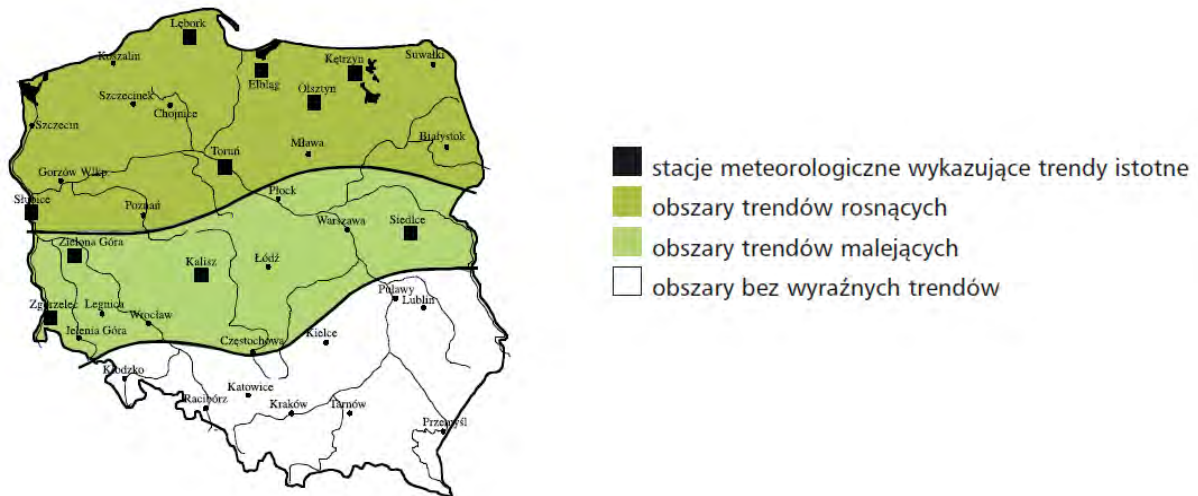 Lębork
Koszalin
Suwałki
Kętrzyn
Elbląg
Olsztyn
Szczecinek
Chojnice
Szczecin
Białystok
Mława
Toruń
Gorzów Wlkp.
Płock
Słubice
Poznań
Warszawa
Siedlce
Zielona Góra
Kalisz
Łódź
Puławy
Lublin
Zgorzelec
Legnica
Wrocław
Jelenia Góra
Częstochowa
Kielce
Kłodzko
Katowice
Racibórz
Kraków
Tarnów
Przemyśl
stacje meteorologiczne wykazujące trendy istotne
obszary trendów rosnących
obszary trendów malejących
obszary bez wyraźnych trendów